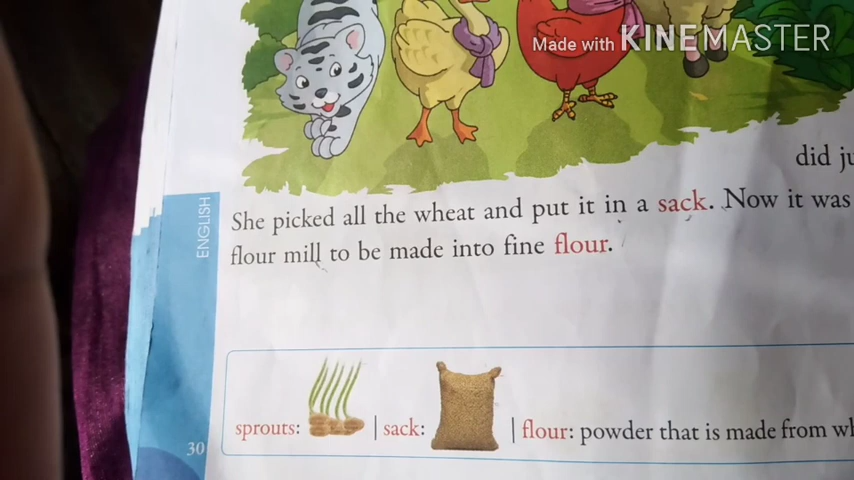 Made with KINEMASTER
did
She picked all the wheat and put it in a sack. Now it was
flour mill to be made into fine flour.
ENGLISH
sprouts: | sack: | flour: powder that is made from
30